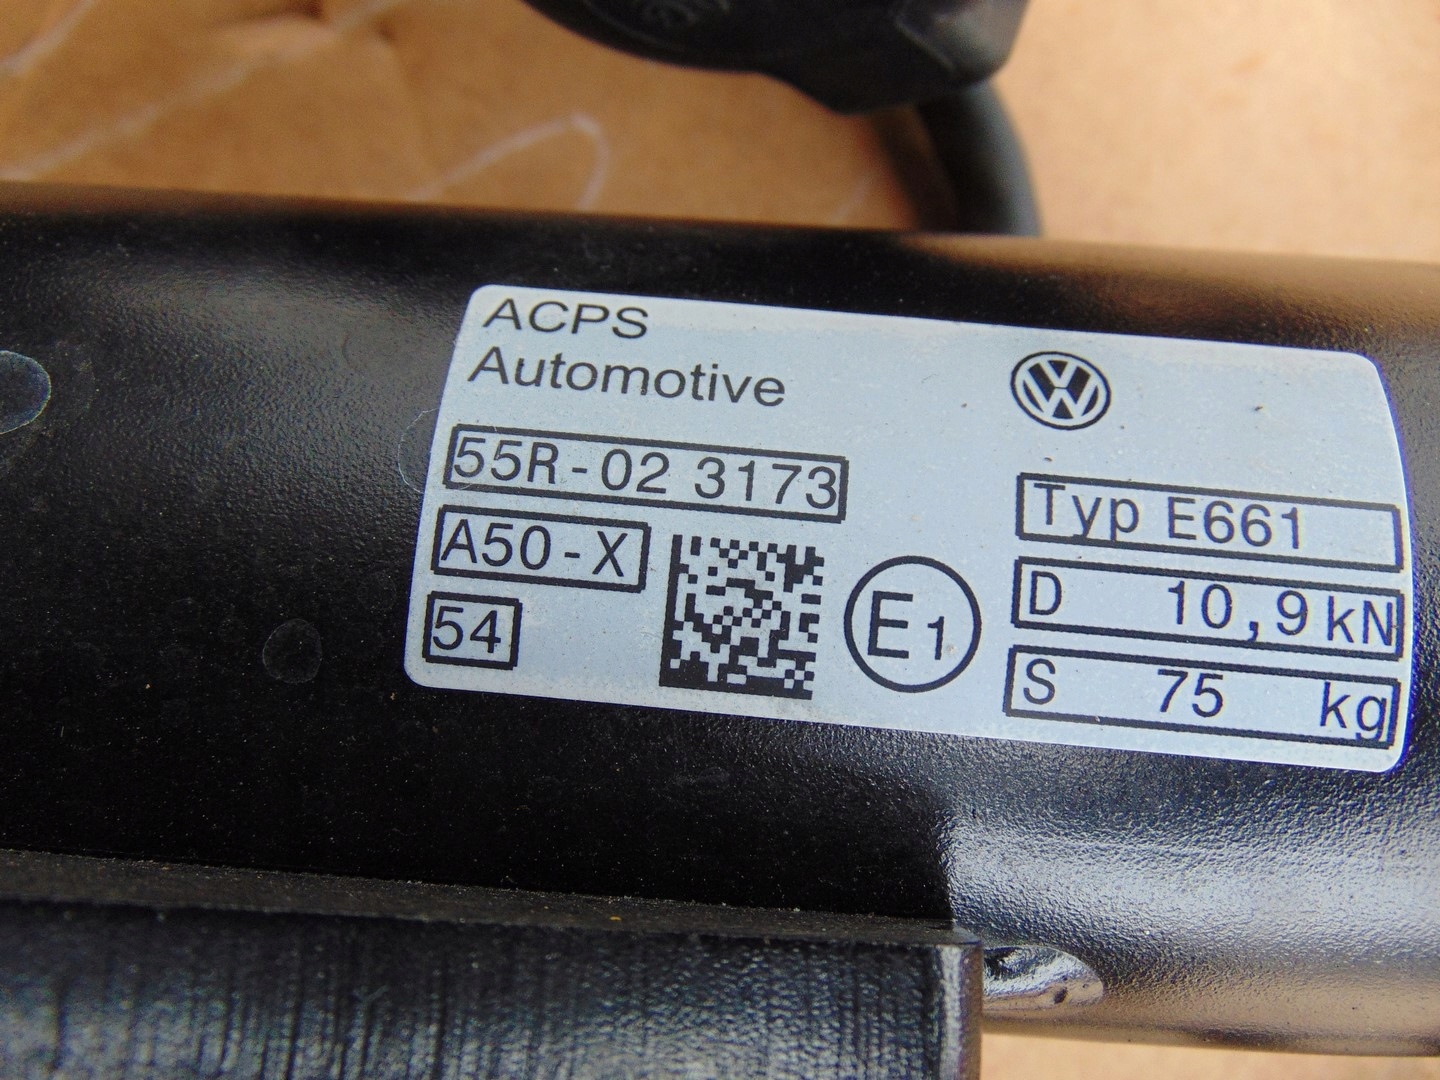 ACPS
Automotive
55R-02 3173
A50-X
54
E1
Typ E661
D 10,9 kN
S 75 kg